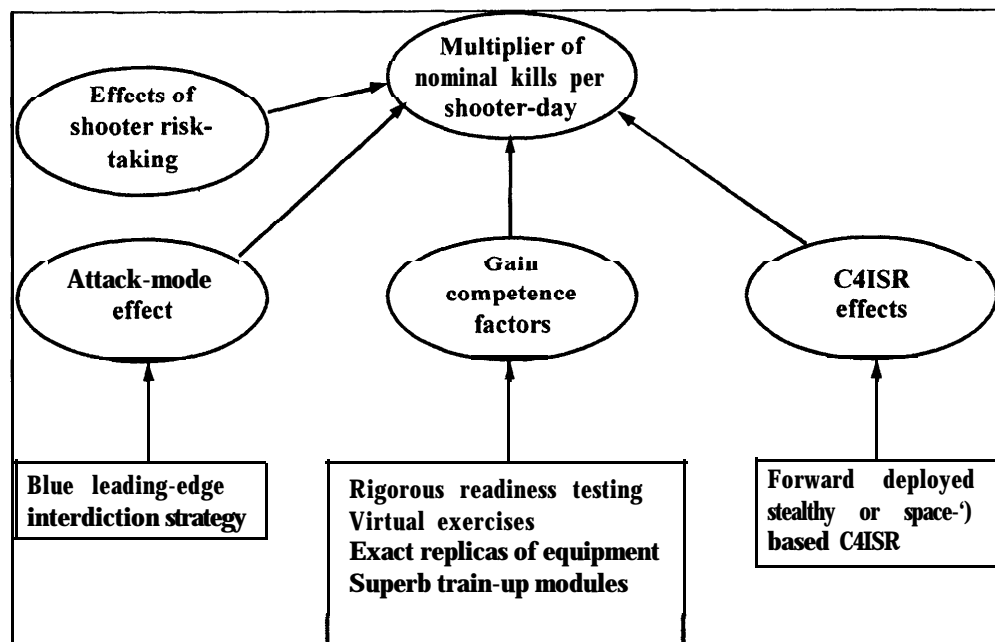 Multiplier of
nominal kills per
shooter-day
Effects of
shooter risk-
taking
Attack-mode
effect
Gain
competence
factors
C4ISR
effects
Blue leading-edge
interdiction strategy
Rigorous readiness testing
Virtual exercises
Exact replicas of equipment
Superb train-up modules
Forward deployed
stealthy or space-‘)
based C4ISR